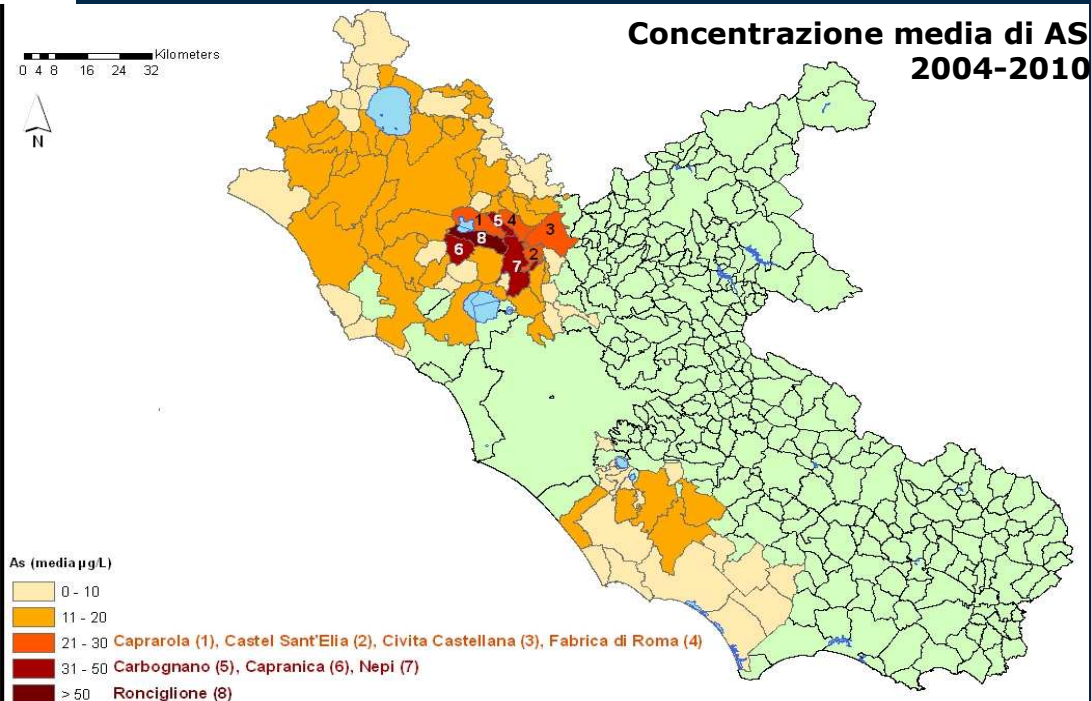 Concentrazione media di AS
2004-2010
Kilometers
0 4 8 16 24 32
N
1 5 4 3
8
6 2
7
As (media µg/L)
0 - 10
11 - 20
21 - 30 Caprarola (1), Castel Sant'Elia (2), Civita Castellana (3), Fabrica di Roma (4)
31 - 50 Carbognano (5), Capranica (6), Nepi (7)
> 50 Ronciglione (8)